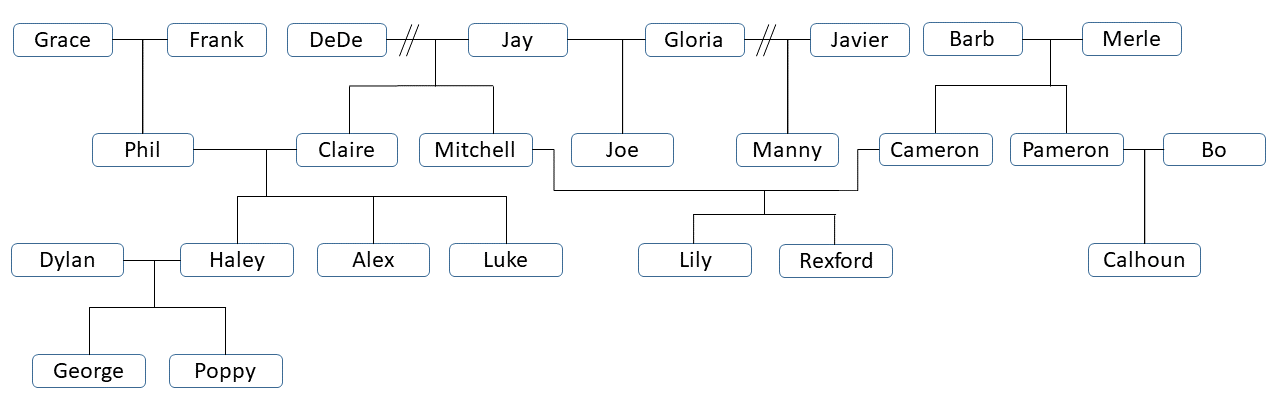 Grace
Frank
DeDe
Jay
Gloria
Javier
Barb
Merle
Phil
Claire
Mitchell
Joe
Manny
Cameron
Pameron
Bo
Dylan
Haley
Alex
Luke
Lily
Rexford
Calhoun
George
Poppy